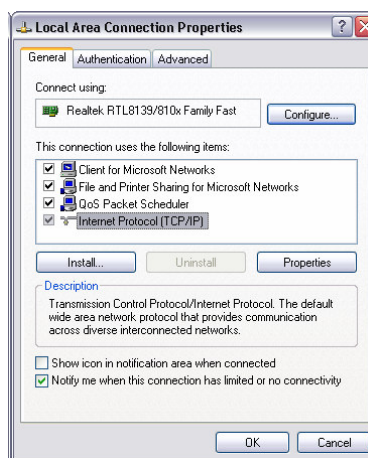 Local Area Connection Properties
General Authentication Advanced
Connect using:
Realtek RTL8139/810x Family Fast
Configure...
This connection uses the following items:
Client for Microsoft Networks
File and Printer Sharing for Microsoft Networks
QoS Packet Scheduler
Internet Protocol (TCP/IP)
Install... Uninstall Properties
Description
Transmission Control Protocol/Internet Protocol. The default
wide area network protocol that provides communication
across diverse interconnected networks.
Show icon in notification area when connected
Notify me when this connection has limited or no connectivity
OK Cancel